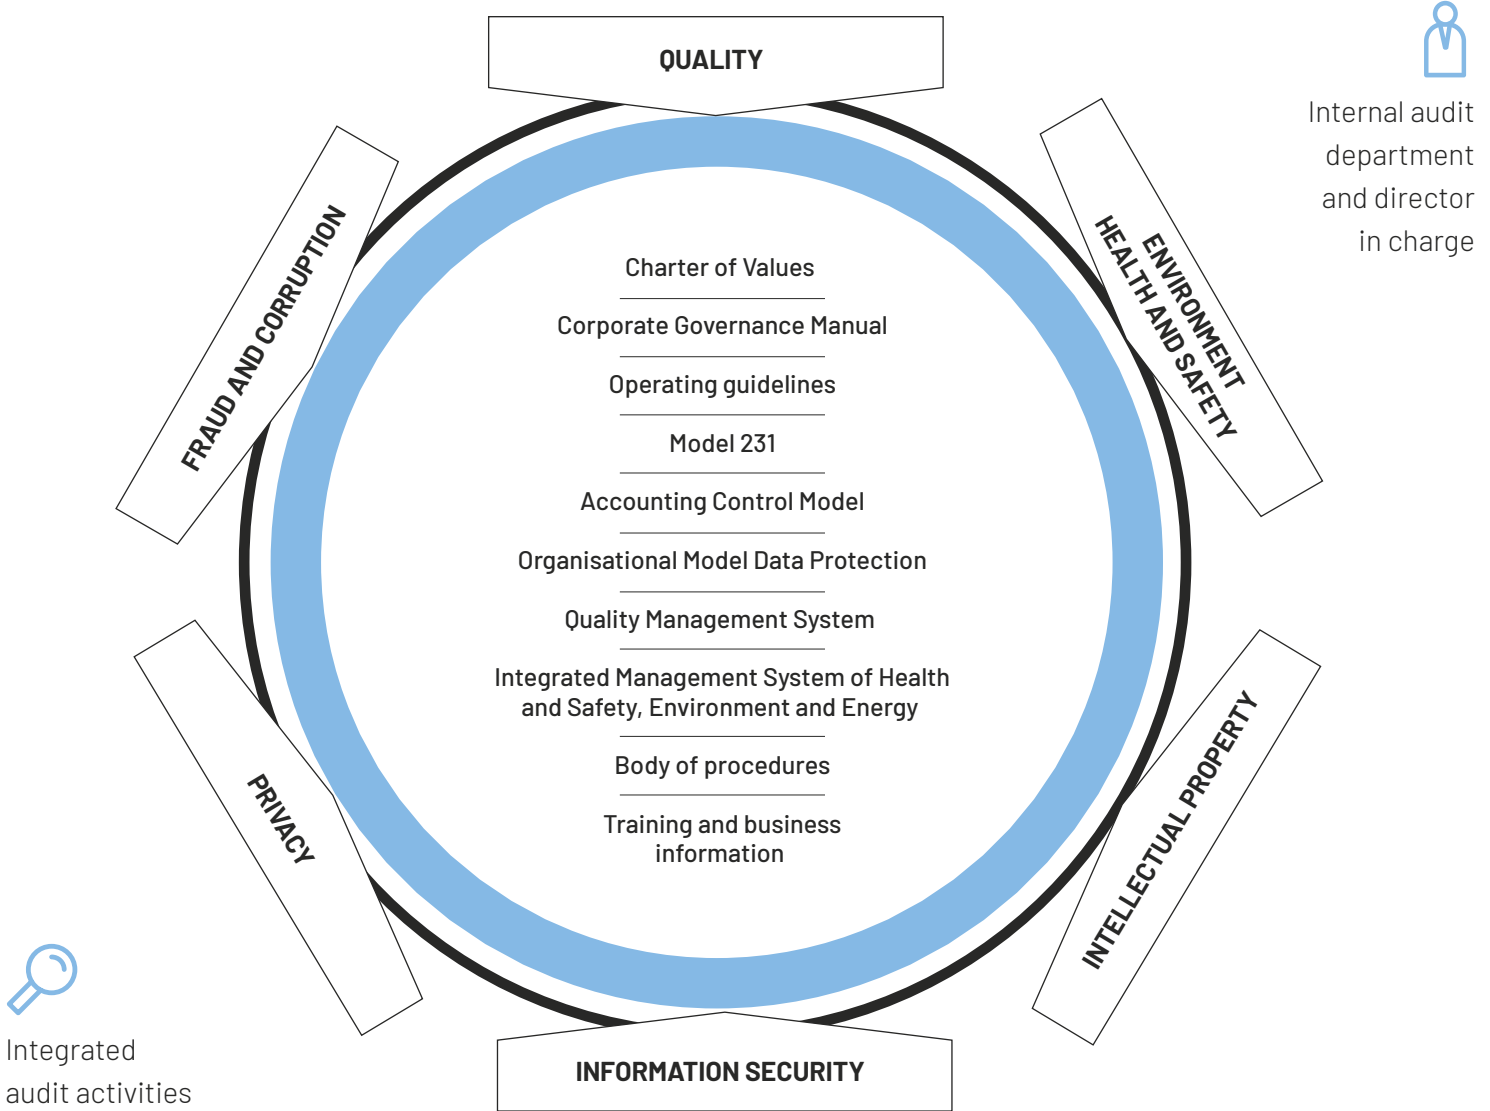 QUALITY
Internal audit
department
and director
in charge
FRAUD AND CORRUPTION
ENVIRONMENT
HEALTH AND SAFETY
Charter of Values
Corporate Governance Manual
Operating guidelines
Model 231
Accounting Control Model
Organisational Model Data Protection
Quality Management System
Integrated Management System of Health
and Safety, Environment and Energy
Body of procedures
Training and business
information
PRIVACY
INTELLECTUAL PROPERTY
Integrated
audit activities
INFORMATION SECURITY